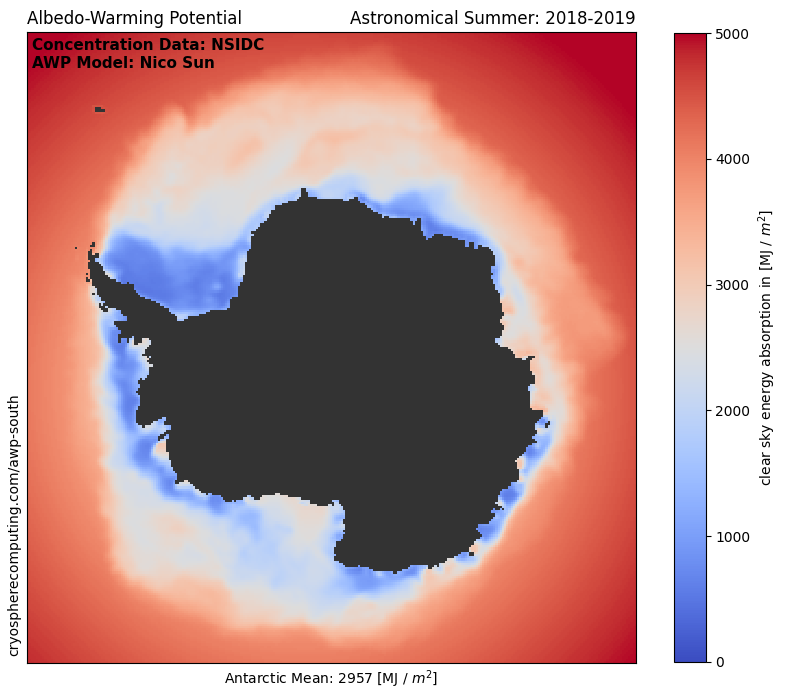 Albedo-Warming Potential
Astronomical Summer: 2018-2019
Concentration Data: NSIDC
AWP Model: Nico Sun
cryospherecomputing.com/awp-south
5000
4000
3000
2000
1000
0
clear sky energy absorption in [MJ / m²]
Antarctic Mean: 2957 [MJ / m²]